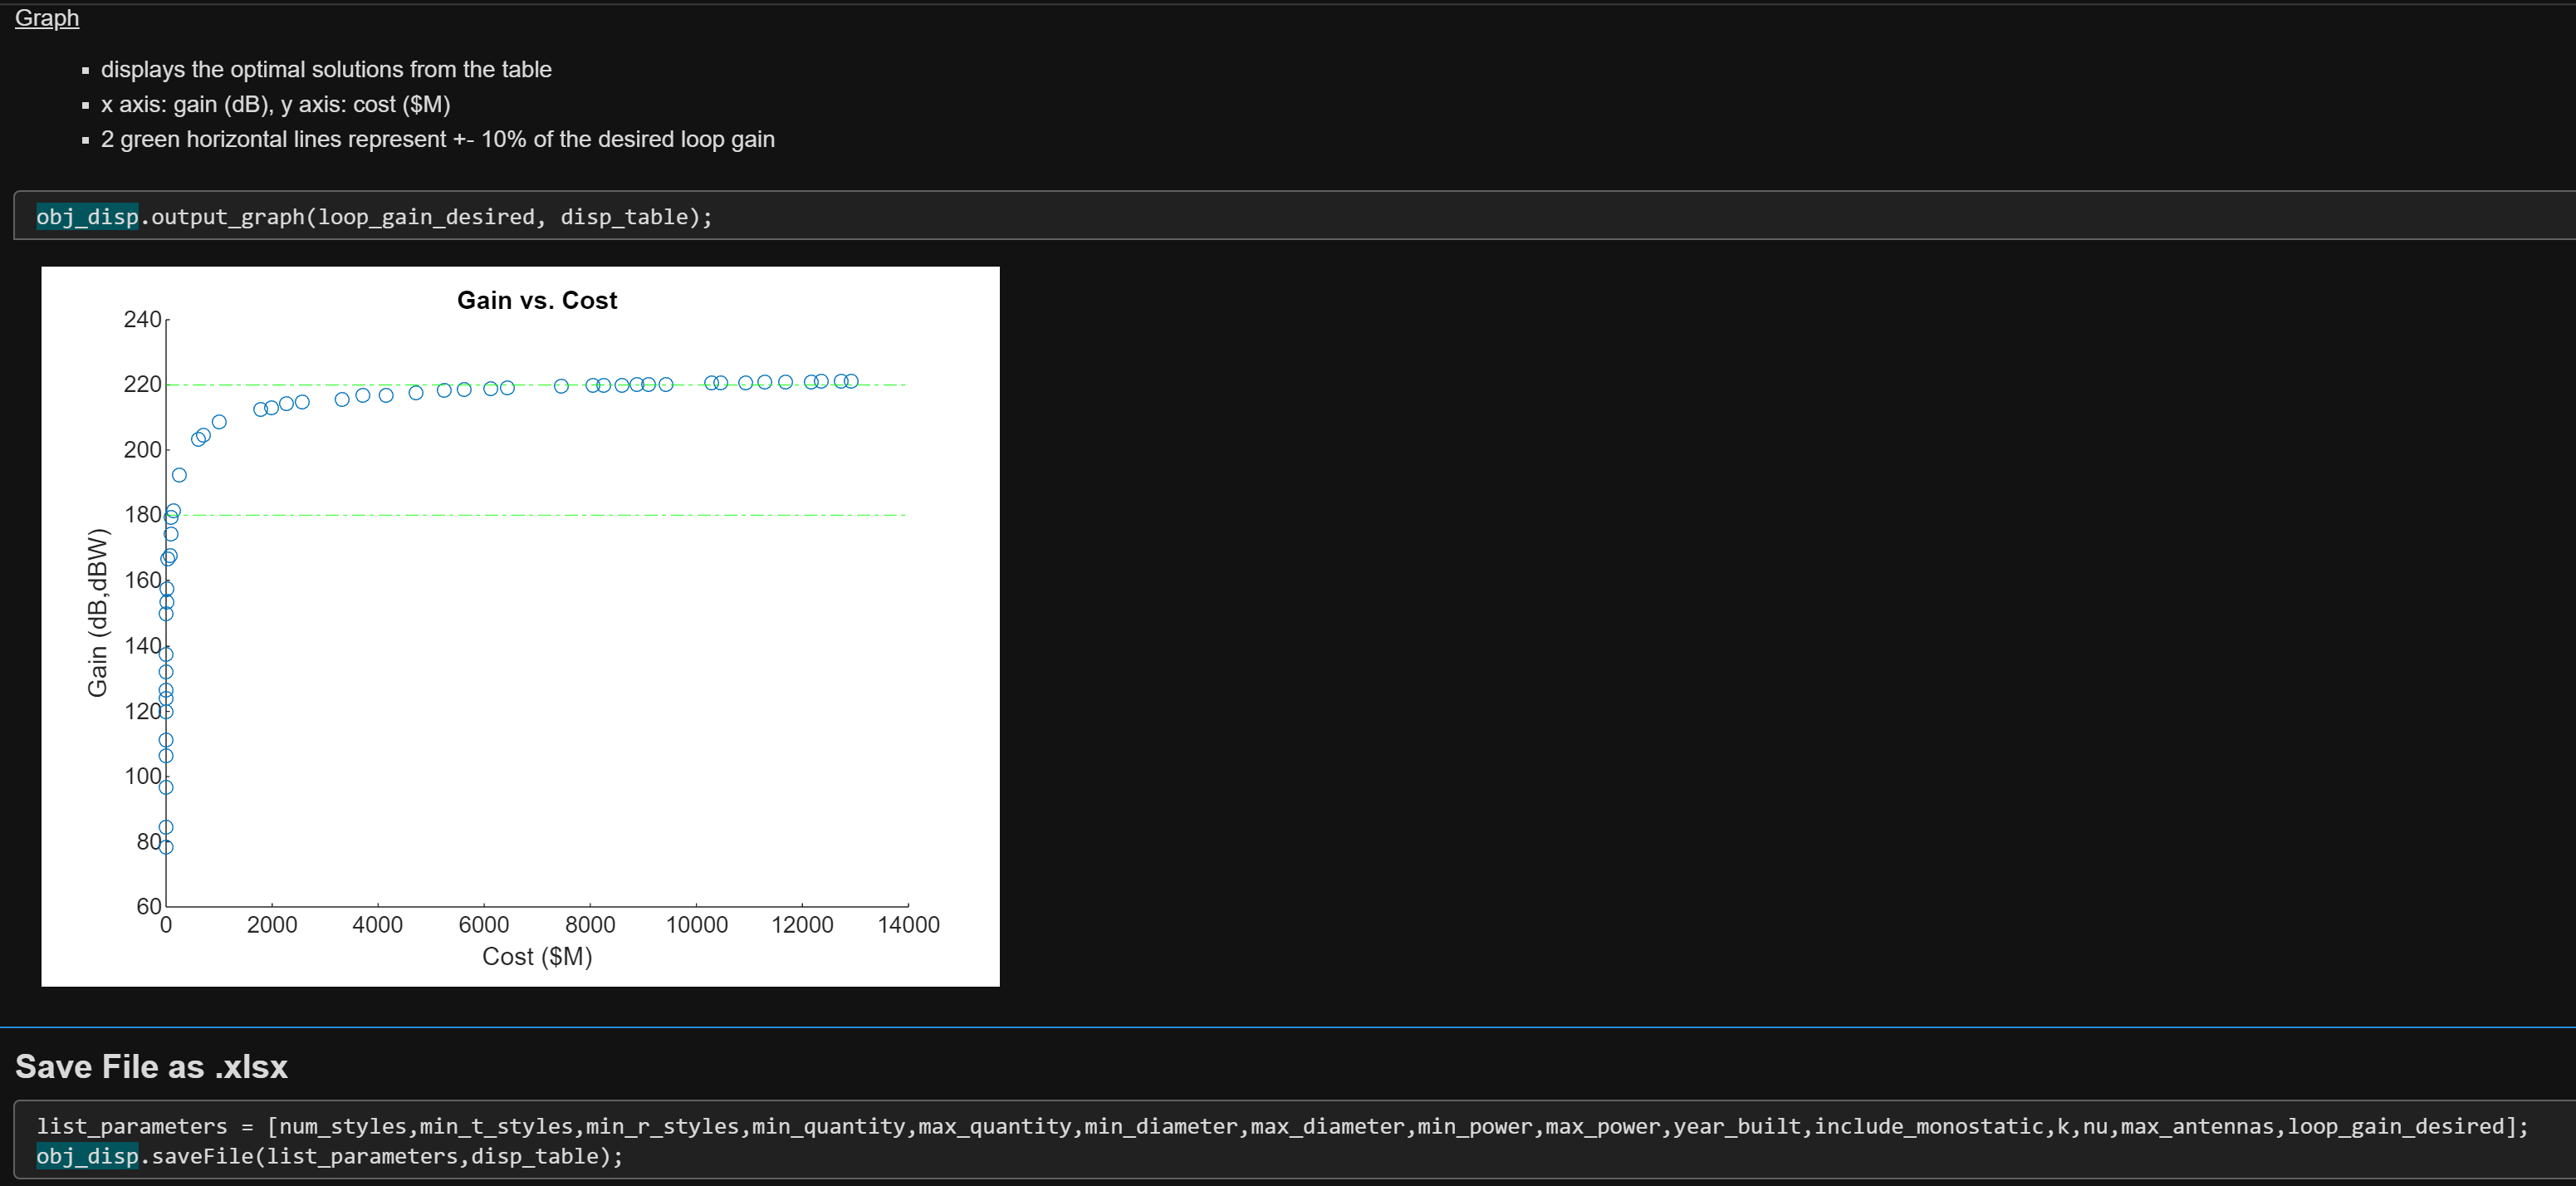 Graph
▪ displays the optimal solutions from the table
▪ x axis: gain (dB), y axis: cost ($M)
▪ 2 green horizontal lines represent +- 10% of the desired loop gain
obj_disp.output_graph(loop_gain_desired, disp_table);
Gain vs. Cost
240
220
200
180
160
140
120
100
80
60
Gain (dB,dBW)
0 2000 4000 6000 8000 10000 12000 14000
Cost ($M)
Save File as .xlsx
list_parameters = [num_styles,min_t_styles,min_r_styles,min_quantity,max_quantity,min_diameter,max_diameter,min_power,max_power,year_built,include_monostatic,k,nu,max_antennas,loop_gain_desired];
obj_disp.saveFile(list_parameters,disp_table);